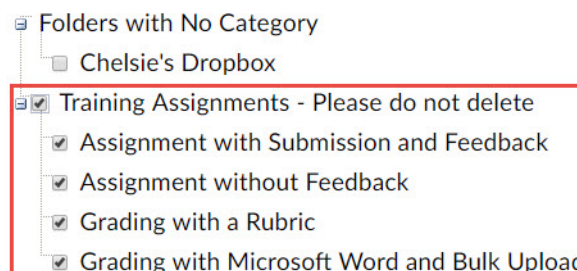 Folders with No Category
Chelsie's Dropbox
Training Assignments - Please do not delete
Assignment with Submission and Feedback
Assignment without Feedback
Grading with a Rubric
Grading with Microsoft Word and Bulk Upload